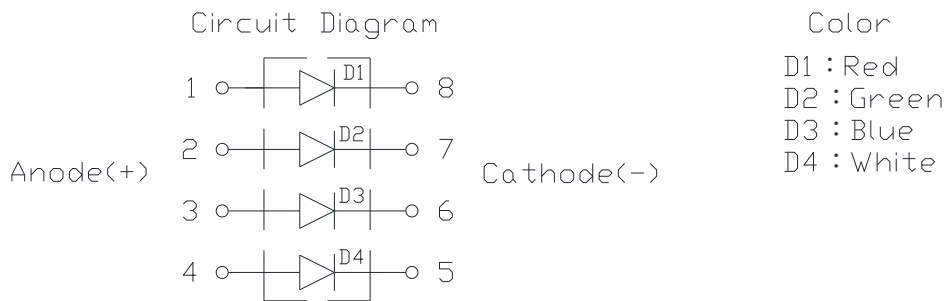 Circuit Diagram
1 D1 8
2 D2 7
Anode(+)
Cathode(-)
3 D3 6
4 D4 5
Color
D1 : Red
D2 : Green
D3 : Blue
D4 : White